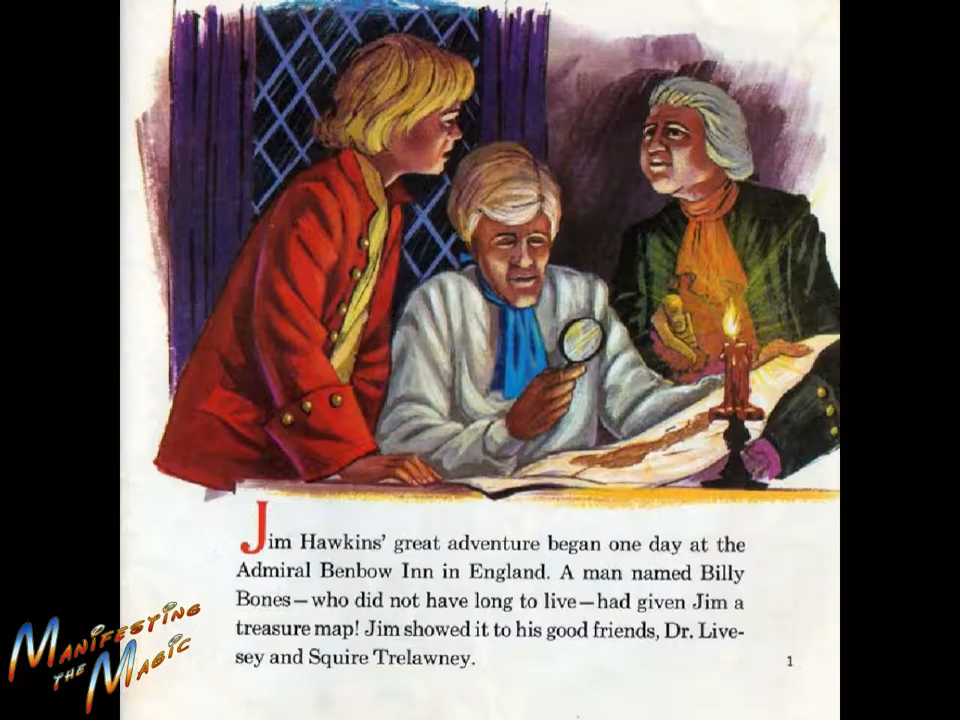 Jim Hawkins’ great adventure began one day at the
Admiral Benbow Inn in England. A man named Billy
Bones—who did not have long to live—had given Jim a
treasure map! Jim showed it to his good friends, Dr. Live-
sey and Squire Trelawney.
1
MANIFESTING
THE
MAGIC